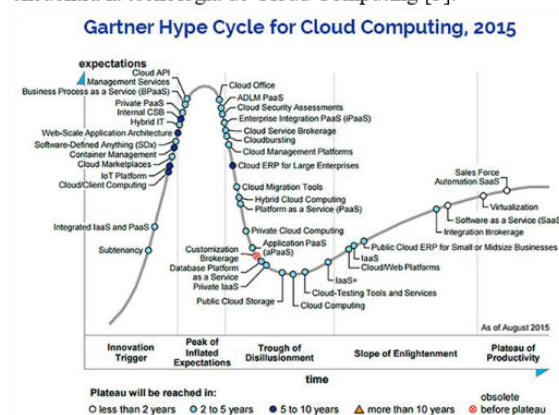 Gartner Hype Cycle for Cloud Computing, 2015
expectations
Cloud API
Management Services
Business Process as a Service (BPaaS)
Private PaaS
Internal CSB
Hybrid IT
Web-Scale Application Architecture
Software-Defined Anything (SDx)
Container Management
Cloud Marketplaces
IoT Platform
Cloud/Client Computing
Integrated IaaS and PaaS
Subtenancy
Cloud Office
ADLM PaaS
Cloud Security Assessments
Enterprise Integration PaaS (iPaaS)
Cloud Service Brokerage
Cloudbursting
Cloud Management Platforms
Cloud ERP for Large Enterprises
Cloud Migration Tools
Hybrid Cloud Computing
Platform as a Service (PaaS)
Private Cloud Computing
Application PaaS
(aPaaS)
Customization
Brokerage
Database Platform
as a Service
Private IaaS
Public Cloud Storage
Cloud Computing
Cloud-Testing Tools and Services
IaaS+
Cloud/Web Platforms
IaaS
Public Cloud ERP for Small or Midsize Businesses
Integration Brokerage
Software as a Service (SaaS
Virtualization
Sales Force
Automation SaaS
As of August 2015
Innovation
Trigger
Peak of
Inflated
Expectations
Trough of
Disillusionment
Slope of Enlightenment
Plateau of
Productivity
time
Plateau will be reached in:
less than 2 years
2 to 5 years
5 to 10 years
more than 10 years
obsolete
before plateau